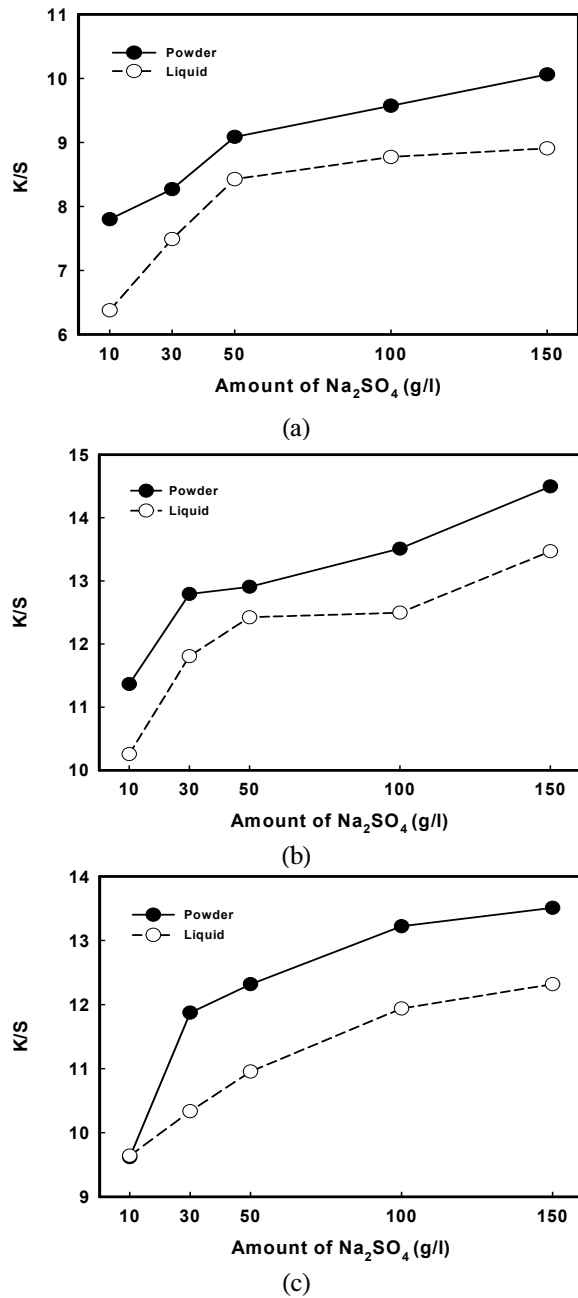 11
10
9
8
7
6
K/S
Powder
Liquid
10 30 50 100 150
Amount of Na₂SO₄ (g/l)
(a)
15
14
13
12
11
10
K/S
Powder
Liquid
10 30 50 100 150
Amount of Na₂SO₄ (g/l)
(b)
14
13
12
11
10
9
K/S
Powder
Liquid
10 30 50 100 150
Amount of Na₂SO₄ (g/l)
(c)